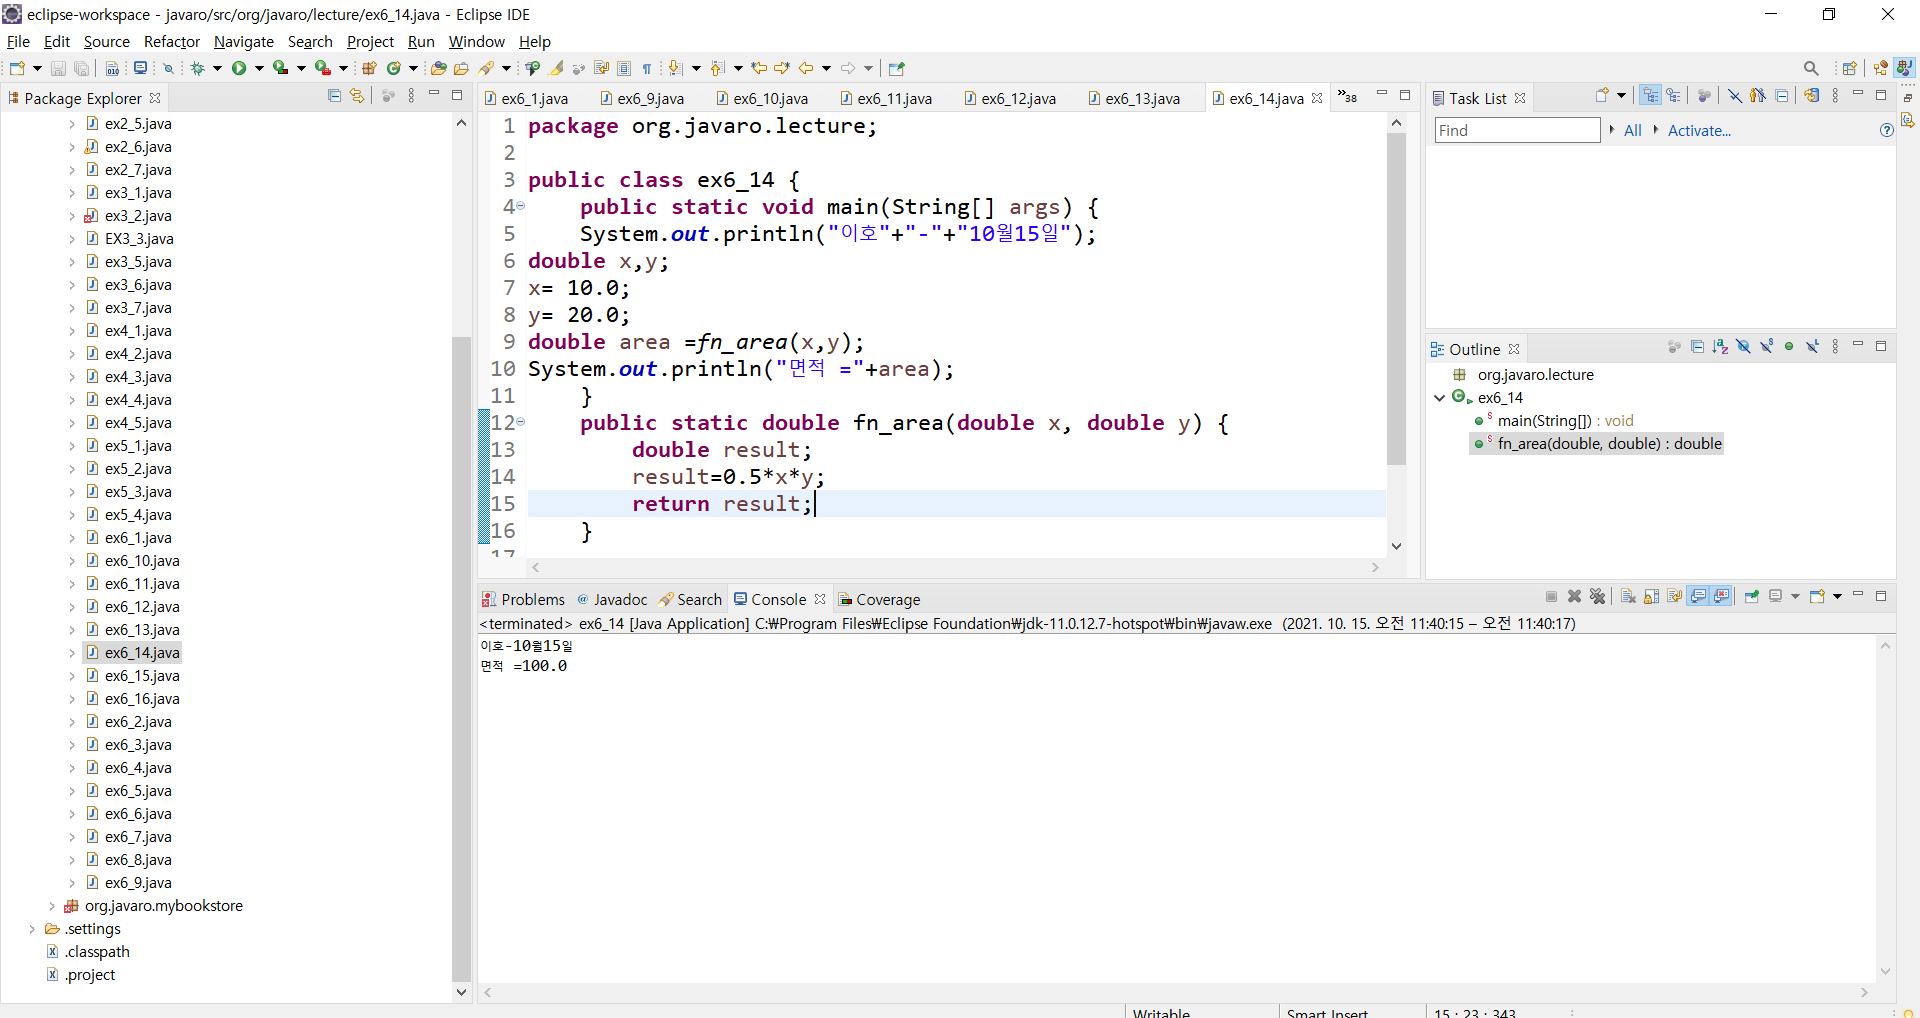 eclipse-workspace - javaro/src/org/javaro/lecture/ex6_14.java - Eclipse IDE
File Edit Source Refactor Navigate Search Project Run Window Help
Package Explorer
ex2_5.java
ex2_6.java
ex2_7.java
ex3_1.java
ex3_2.java
EX3_3.java
ex3_5.java
ex3_6.java
ex3_7.java
ex4_1.java
ex4_2.java
ex4_3.java
ex4_4.java
ex4_5.java
ex5_1.java
ex5_2.java
ex5_3.java
ex5_4.java
ex6_1.java
ex6_10.java
ex6_11.java
ex6_12.java
ex6_13.java
ex6_14.java
ex6_15.java
ex6_16.java
ex6_2.java
ex6_3.java
ex6_4.java
ex6_5.java
ex6_6.java
ex6_7.java
ex6_8.java
ex6_9.java
org.javaro.mybookstore
.settings
.classpath
.project
ex6_1.java ex6_9.java ex6_10.java ex6_11.java ex6_12.java ex6_13.java ex6_14.java »38
1 package org.javaro.lecture;
2
3 public class ex6_14 {
4 public static void main(String[] args) {
5 System.out.println("이호"+"-"+"10월15일");
6 double x,y;
7 x= 10.0;
8 y= 20.0;
9 double area =fn_area(x,y);
10 System.out.println("면적 ="+area);
11 }
12 public static double fn_area(double x, double y) {
13 double result;
14 result=0.5*x*y;
15 return result;
16 }
17
Task List
Find All Activate...
Outline
org.javaro.lecture
ex6_14
main(String[]) : void
fn_area(double, double) : double
Problems @ Javadoc Search Console Coverage
<terminated> ex6_14 [Java Application] C:₩Program Files₩Eclipse Foundation₩jdk-11.0.12.7-hotspot₩bin₩javaw.exe (2021. 10. 15. 오전 11:40:15 – 오전 11:40:17)
이호-10월15일
면적 =100.0
Writable Smart Insert 15 : 23 : 343